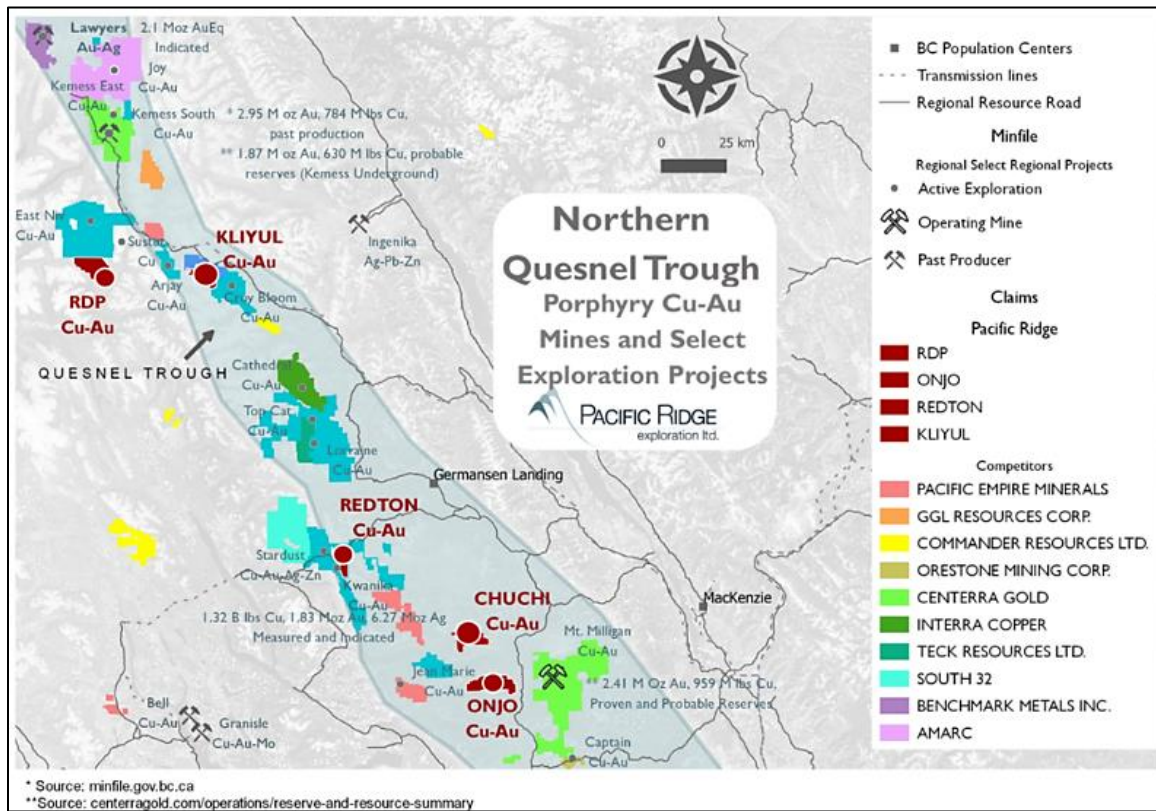 Lawyers
Au-Ag
2.1 Moz AuEq
Indicated
Joy
Cu-Au
Kemess East
Cu-Au
Kemess South
Cu-Au
* 2.95 M oz Au, 784 M lbs Cu,
past production
** 1.87 M oz Au, 630 M lbs Cu, probable
reserves (Kemess Underground)
0 25 km
East Niv
Cu-Au
Sustut
Cu
KLIYUL
Cu-Au
Ingenika
Ag-Pb-Zn
RDP
Cu-Au
Arjay
Cu-Au
Croy Bloom
Cu-Au
QUESNEL TROUGH
Northern
Quesnel Trough
Porphyry Cu-Au
Mines and Select
Exploration Projects
PACIFIC RIDGE
exploration ltd.
Cathedral
Cu-Au
Top Cat
Cu-Au
Lorraine
Cu-Au
Germansen Landing
REDTON
Cu-Au
Stardust
Cu-Au-Ag-Zn
Kwanika
Cu-Au
1.32 B lbs Cu, 1.83 Moz Au, 6.27 Moz Ag
Measured and Indicated
CHUCHI
Cu-Au
MacKenzie
Mt. Milligan
Cu-Au
** 2.41 M Oz Au, 959 M lbs Cu,
Proven and Probable Reserves
Jean Marie
Cu-Au
ONJO
Cu-Au
Bell
Cu-Au
Granisle
Cu-Au-Mo
Captain
Cu-Au
BC Population Centers
Transmission lines
Regional Resource Road
Minfile
Regional Select Regional Projects
Active Exploration
Operating Mine
Past Producer
Claims
Pacific Ridge
RDP
ONJO
REDTON
KLIYUL
Competitors
PACIFIC EMPIRE MINERALS
GGL RESOURCES CORP.
COMMANDER RESOURCES LTD.
ORESTONE MINING CORP.
CENTERRA GOLD
INTERRA COPPER
TECK RESOURCES LTD.
SOUTH 32
BENCHMARK METALS INC.
AMARC
* Source: minfile.gov.bc.ca
**Source: centerragold.com/operations/reserve-and-resource-summary